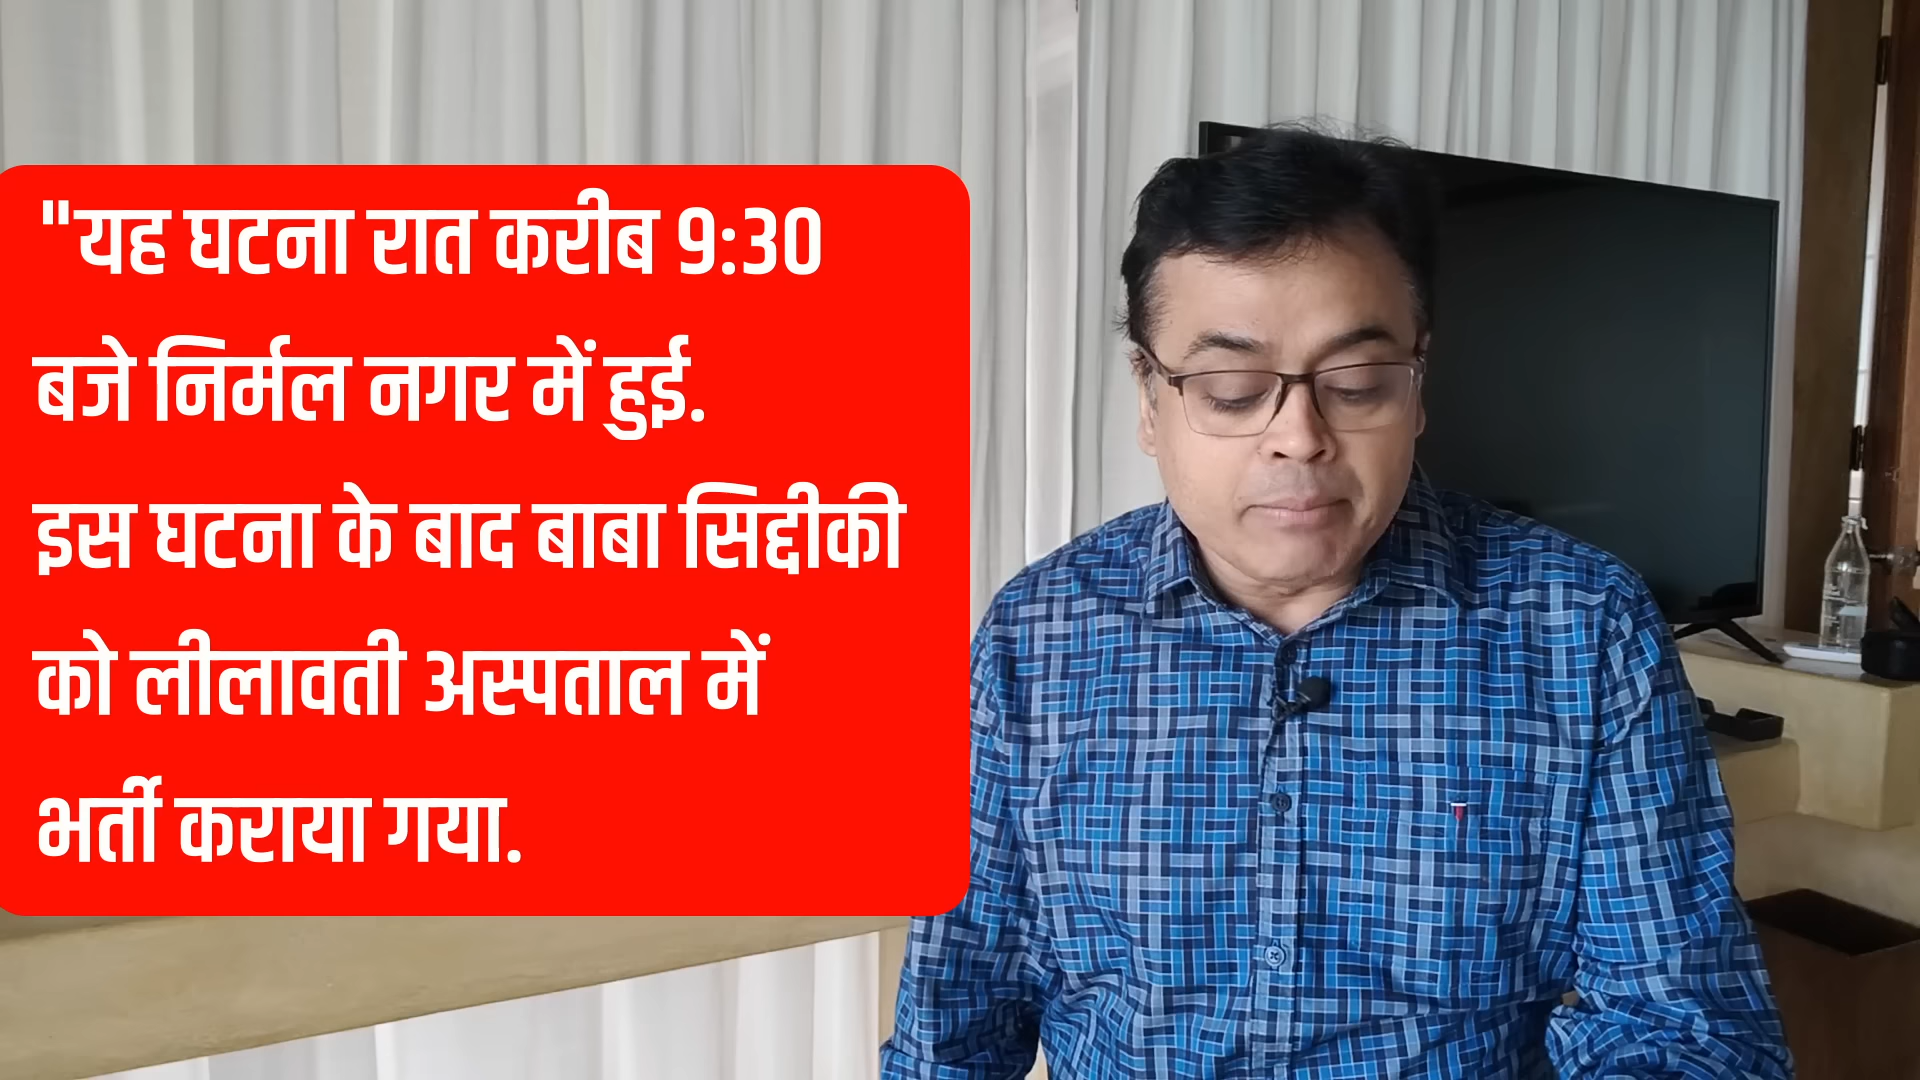 "यह घटना रात करीब 9:30
बजे निर्मल नगर में हुई.
इस घटना के बाद बाबा सिद्दीकी
को लीलावती अस्पताल में
भर्ती कराया गया.